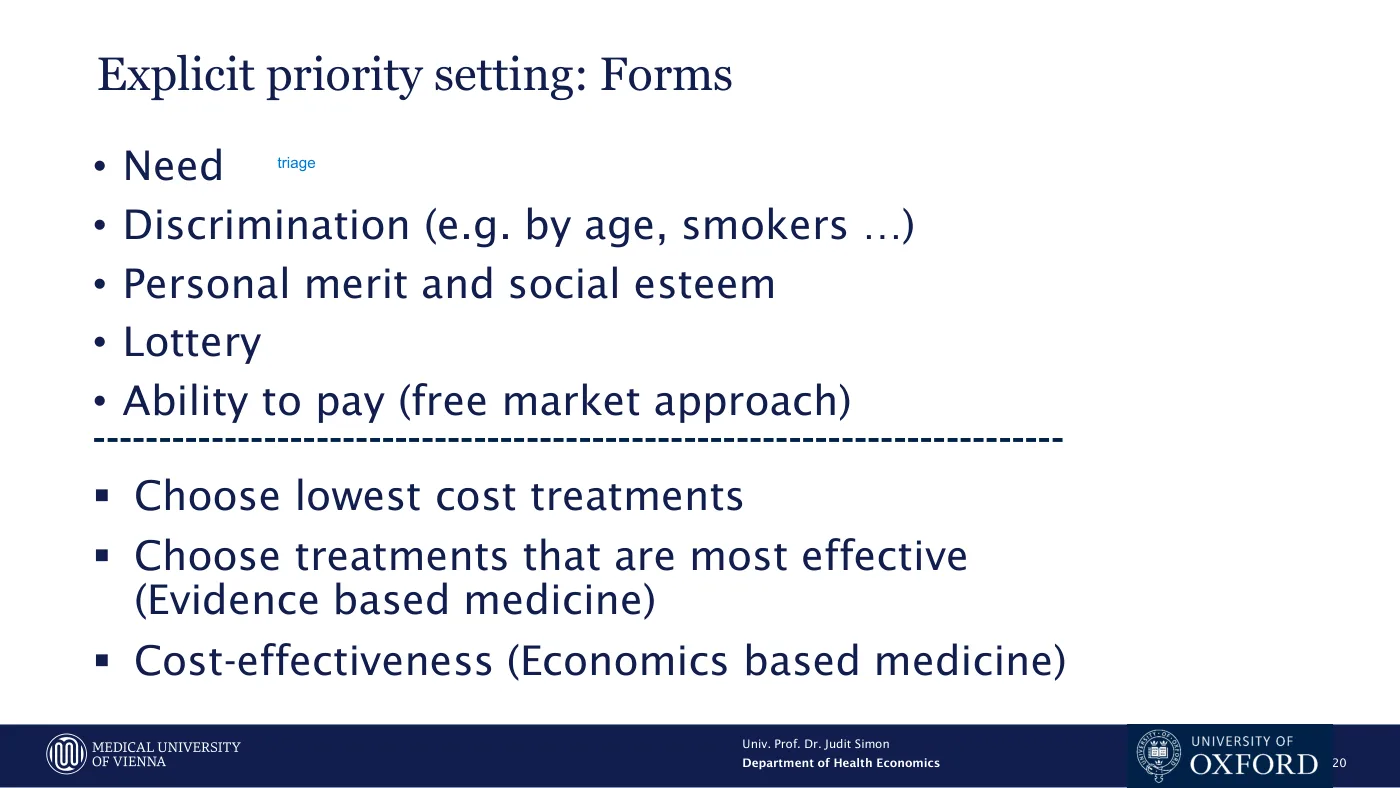 Explicit priority setting: Forms
• Need triage
• Discrimination (e.g. by age, smokers …)
• Personal merit and social esteem
• Lottery
• Ability to pay (free market approach)
--------------------------------------------------------------------------
▪ Choose lowest cost treatments
▪ Choose treatments that are most effective
(Evidence based medicine)
▪ Cost-effectiveness (Economics based medicine)
MEDICAL UNIVERSITY
OF VIENNA
Univ. Prof. Dr. Judit Simon
Department of Health Economics
UNIVERSITY OF
OXFORD
20